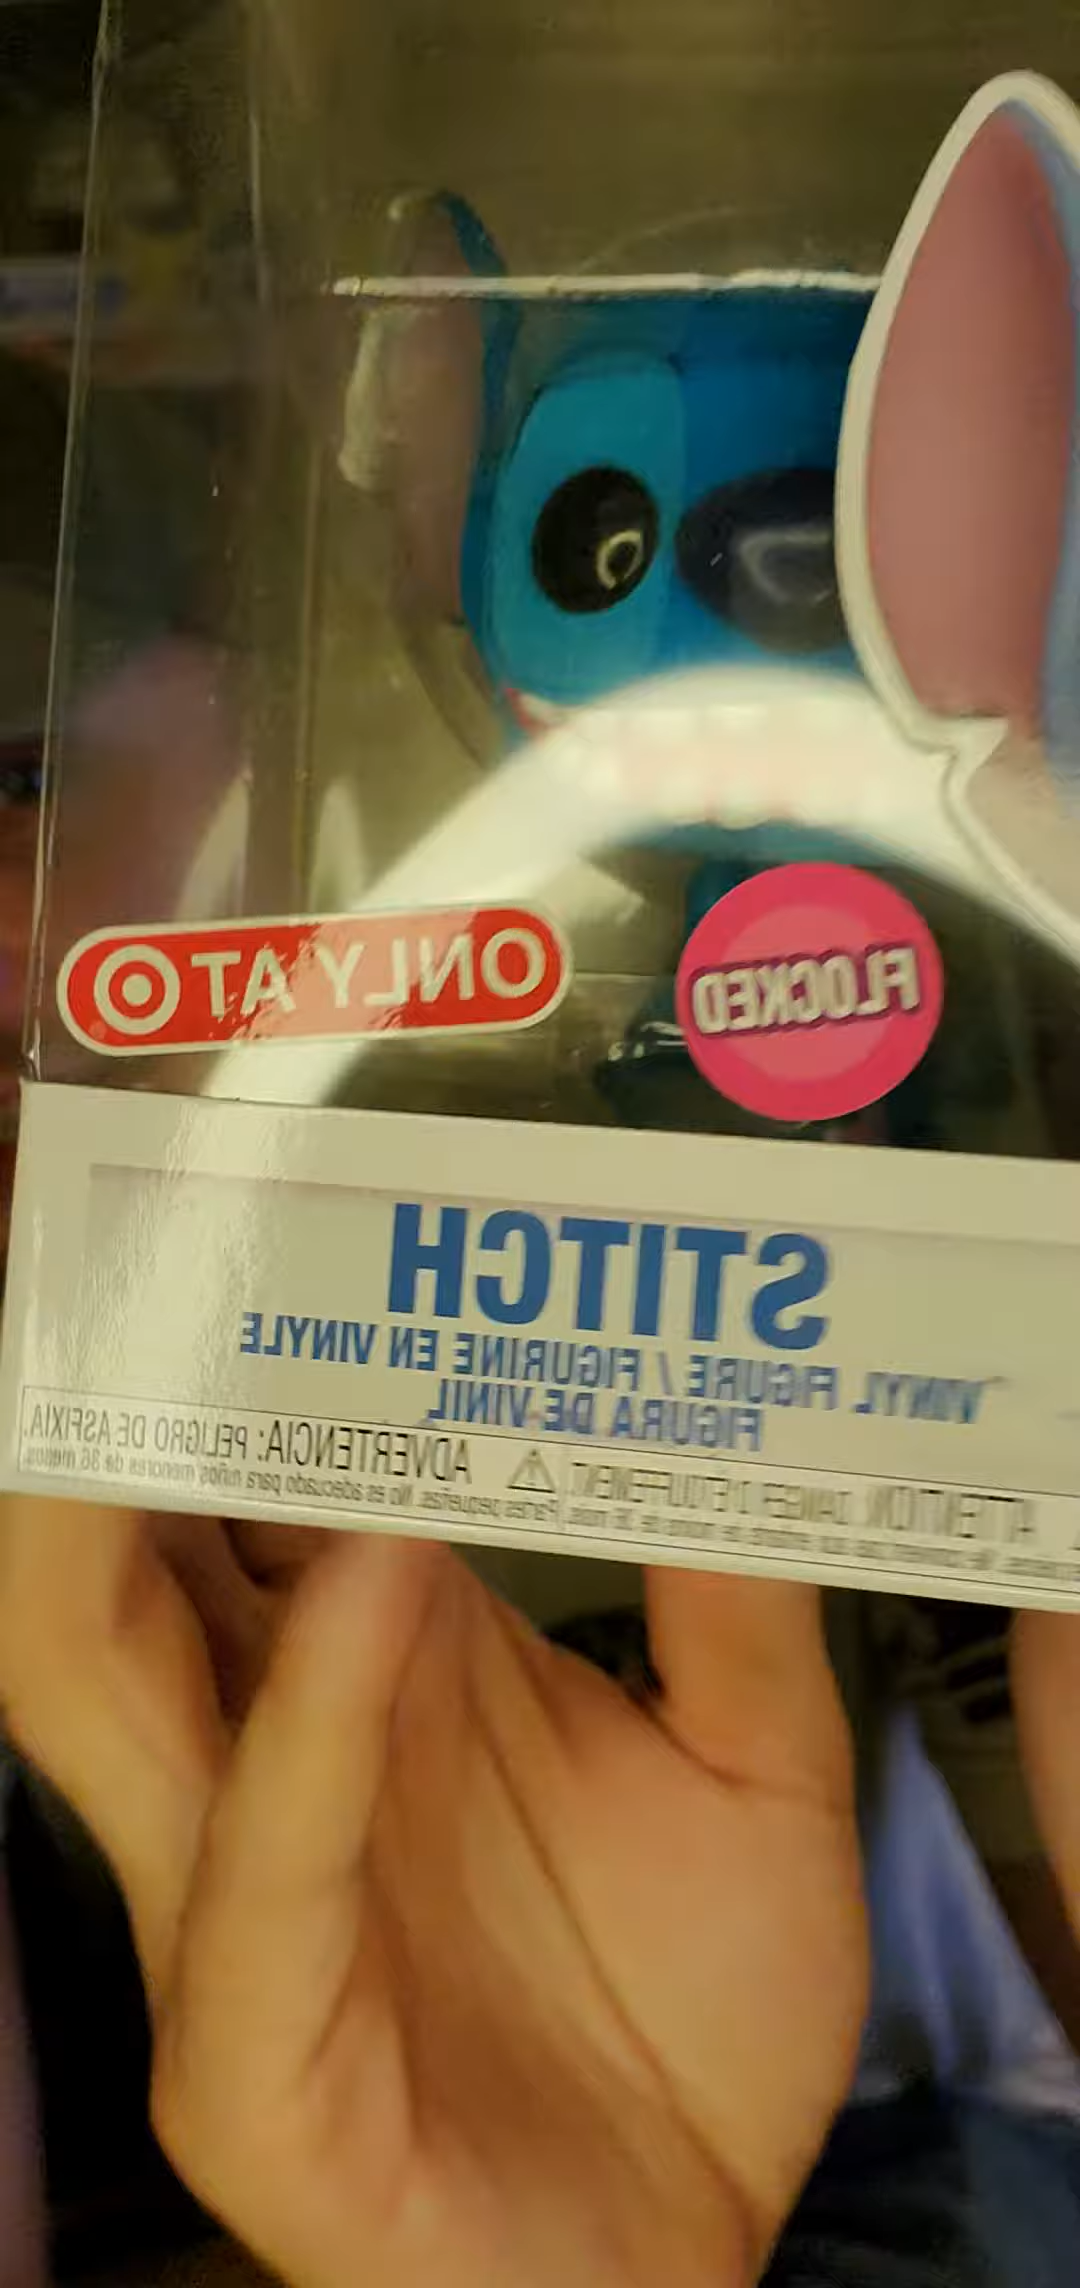 ONLY AT
FLOCKED
STITCH
VINYL FIGURE / FIGURINE EN VINYLE
FIGURA DE VINIL
ATTENTION: DANGER D'ÉTOUFFEMENT
ADVERTENCIA: PELIGRO DE ASFIXIA.
Partes pequeñas. No es adecuado para niños menores de 36 meses.